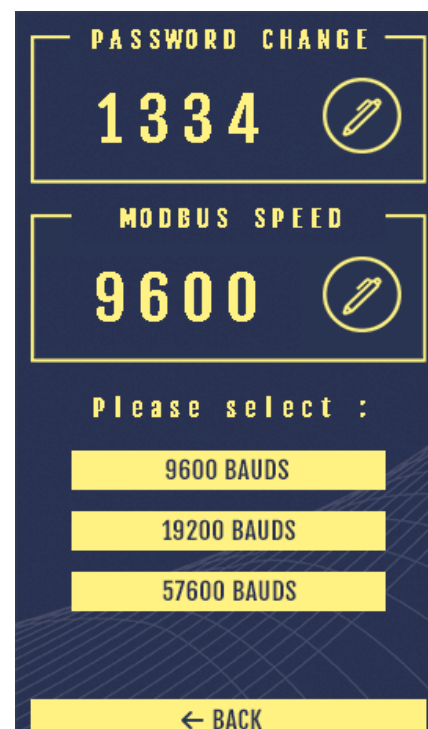 PASSWORD CHANGE
1334
MODBUS SPEED
9600
Please select :
9600 BAUDS
19200 BAUDS
57600 BAUDS
← BACK